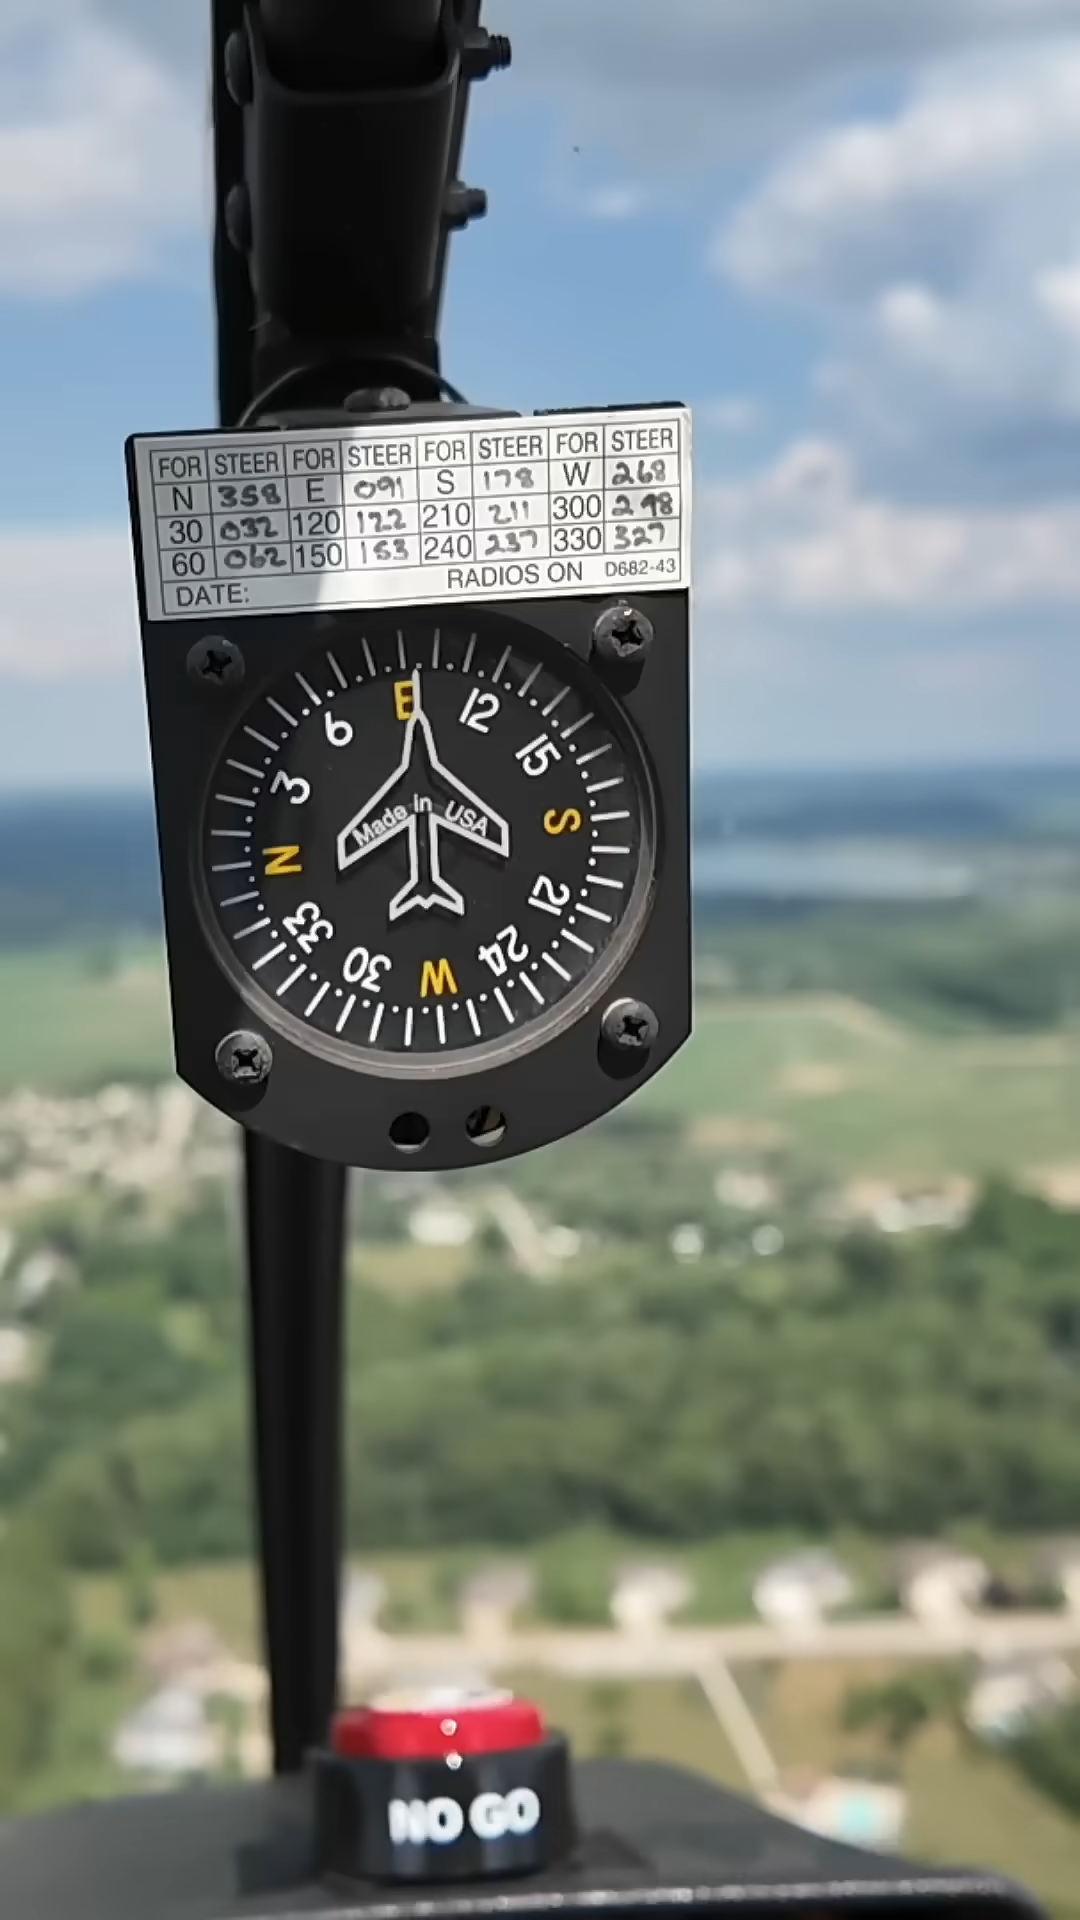 FOR STEER FOR STEER FOR STEER FOR STEER
N 358 E 091 S 178 W 268
30 032 120 122 210 211 300 298
60 062 150 153 240 237 330 327
DATE: RADIOS ON D682-43
E
12
15
S
21
24
W
30
33
N
3
6
Made in USA
NO GO